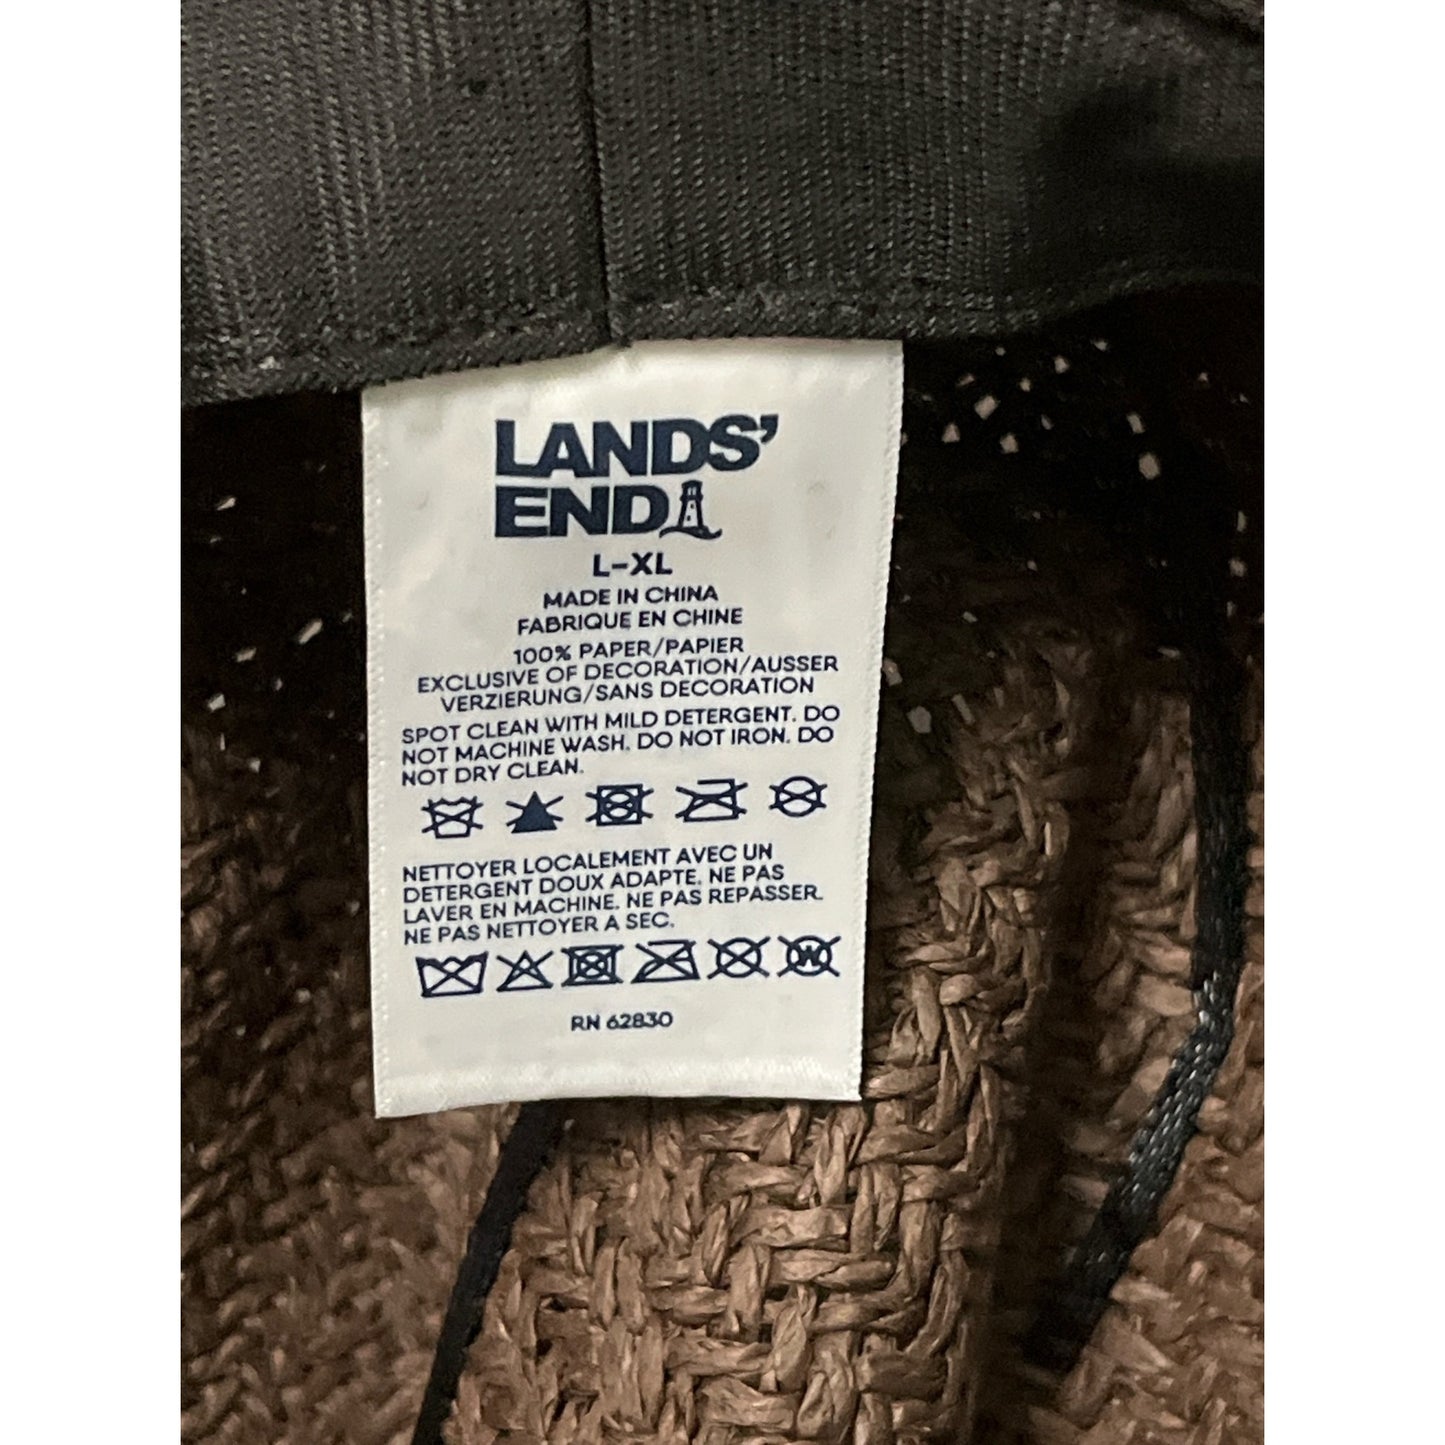 LANDS'
END
L-XL
MADE IN CHINA
FABRIQUE EN CHINE
100% PAPER/PAPIER
EXCLUSIVE OF DECORATION/AUSSER
VERZIERUNG/SANS DECORATION
SPOT CLEAN WITH MILD DETERGENT. DO
NOT MACHINE WASH. DO NOT IRON. DO
NOT DRY CLEAN.
NETTOYER LOCALEMENT AVEC UN
DETERGENT DOUX ADAPTE. NE PAS
LAVER EN MACHINE. NE PAS REPASSER.
NE PAS NETTOYER A SEC.
W
RN 62830